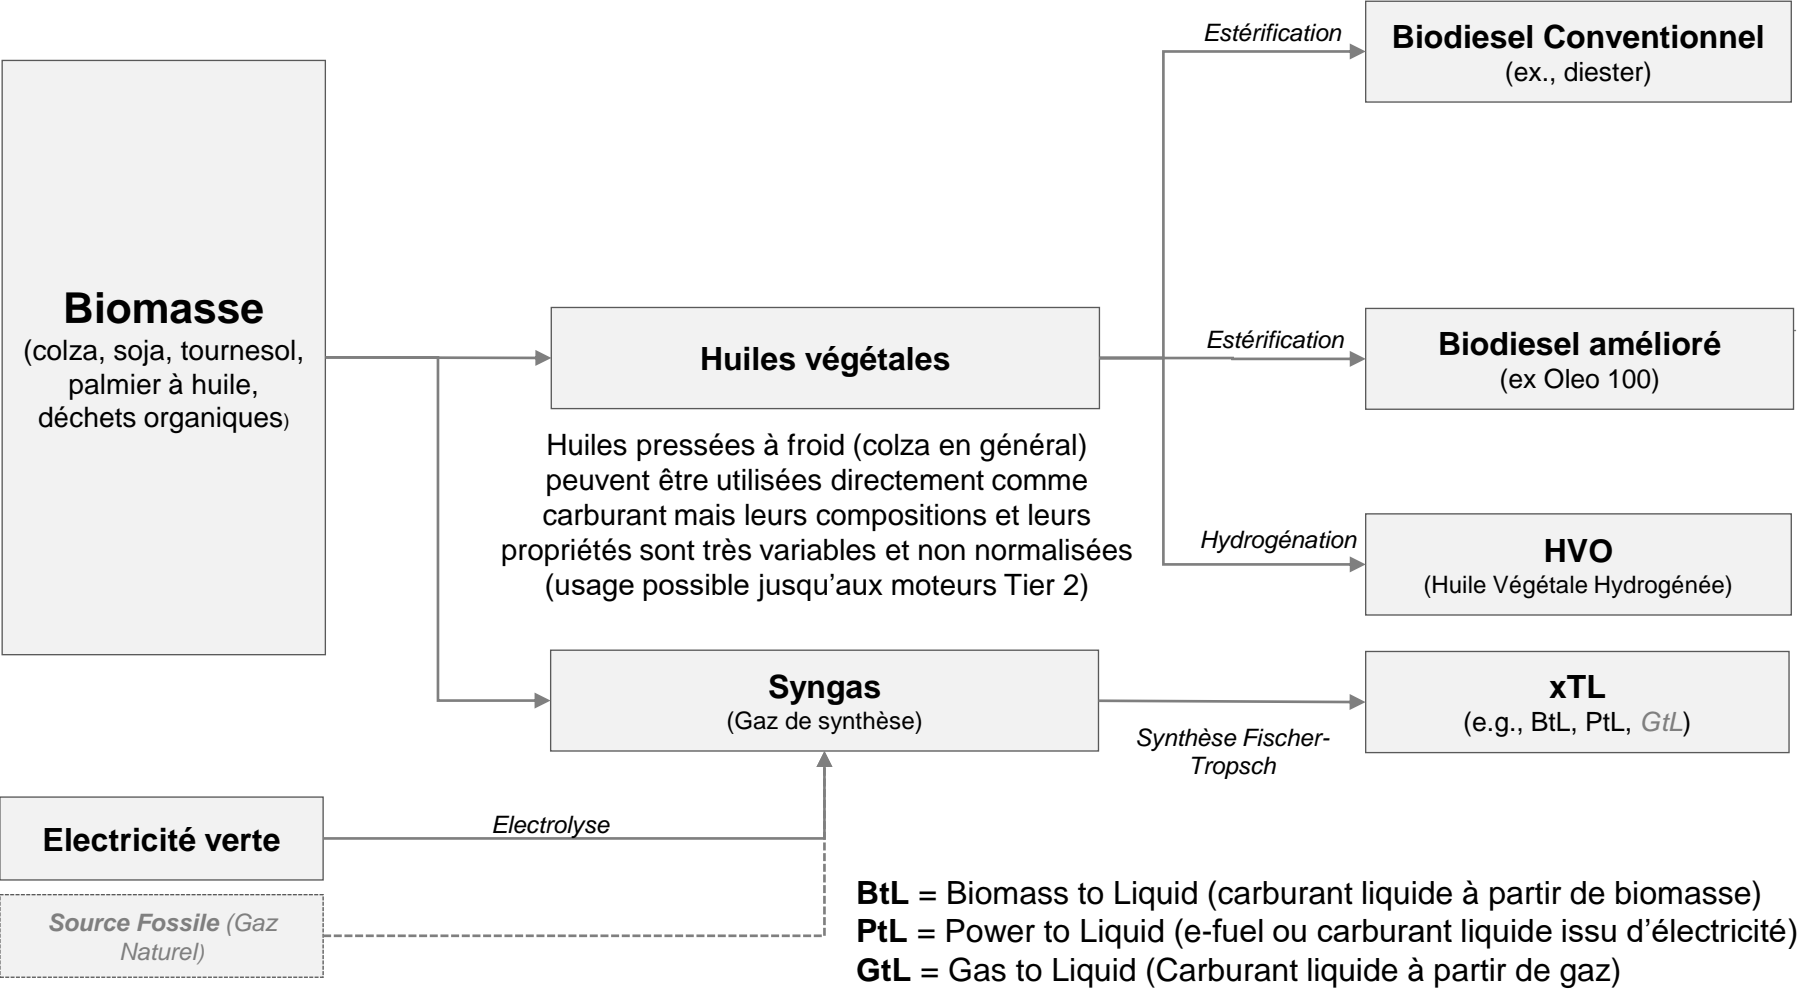 Estérification
Biodiesel Conventionnel
(ex., diester)
Biomasse
(colza, soja, tournesol,
palmier à huile,
déchets organiques)
Huiles végétales
Estérification
Biodiesel amélioré
(ex Oleo 100)
Huiles pressées à froid (colza en général)
peuvent être utilisées directement comme
carburant mais leurs compositions et leurs
propriétés sont très variables et non normalisées
(usage possible jusqu’aux moteurs Tier 2)
Hydrogénation
HVO
(Huile Végétale Hydrogénée)
Syngas
(Gaz de synthèse)
Synthèse Fischer-
Tropsch
xTL
(e.g., BtL, PtL, GtL)
Electricité verte
Electrolyse
Source Fossile (Gaz
Naturel)
BtL = Biomass to Liquid (carburant liquide à partir de biomasse)
PtL = Power to Liquid (e-fuel ou carburant liquide issu d’électricité)
GtL = Gas to Liquid (Carburant liquide à partir de gaz)